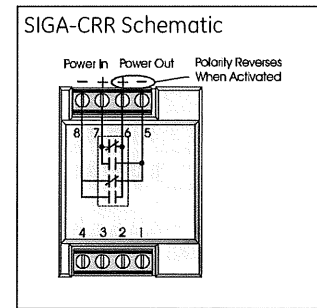 SIGA-CRR Schematic
Power In Power Out Polarity Reverses
When Activated
− + + −
8 7 6 5
4 3 2 1